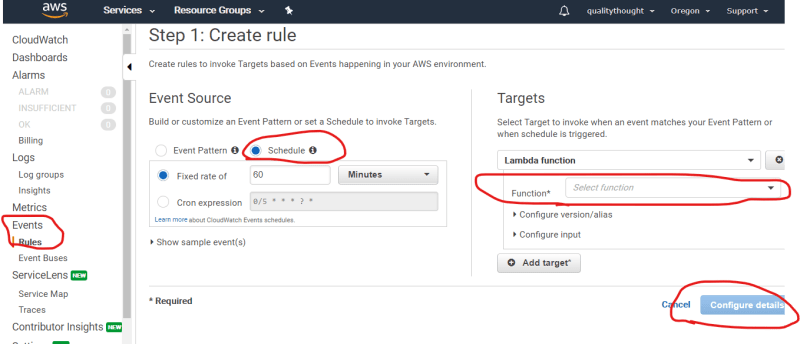 aws
Services
Resource Groups
qualitythought
Oregon
Support
CloudWatch
Dashboards
Alarms
ALARM 0
INSUFFICIENT 0
OK 0
Billing
Logs
Log groups
Insights
Metrics
Events
Rules
Event Buses
ServiceLens NEW
Service Map
Traces
Contributor Insights NEW
Step 1: Create rule
Create rules to invoke Targets based on Events happening in your AWS environment.
Event Source
Build or customize an Event Pattern or set a Schedule to invoke Targets.
Event Pattern
Schedule
Fixed rate of 60 Minutes
Cron expression 0/5 * * * ? *
Learn more about CloudWatch Events schedules.
Show sample event(s)
* Required
Targets
Select Target to invoke when an event matches your Event Pattern or
when schedule is triggered.
Lambda function
Function* Select function
Configure version/alias
Configure input
Add target*
Cancel
Configure details